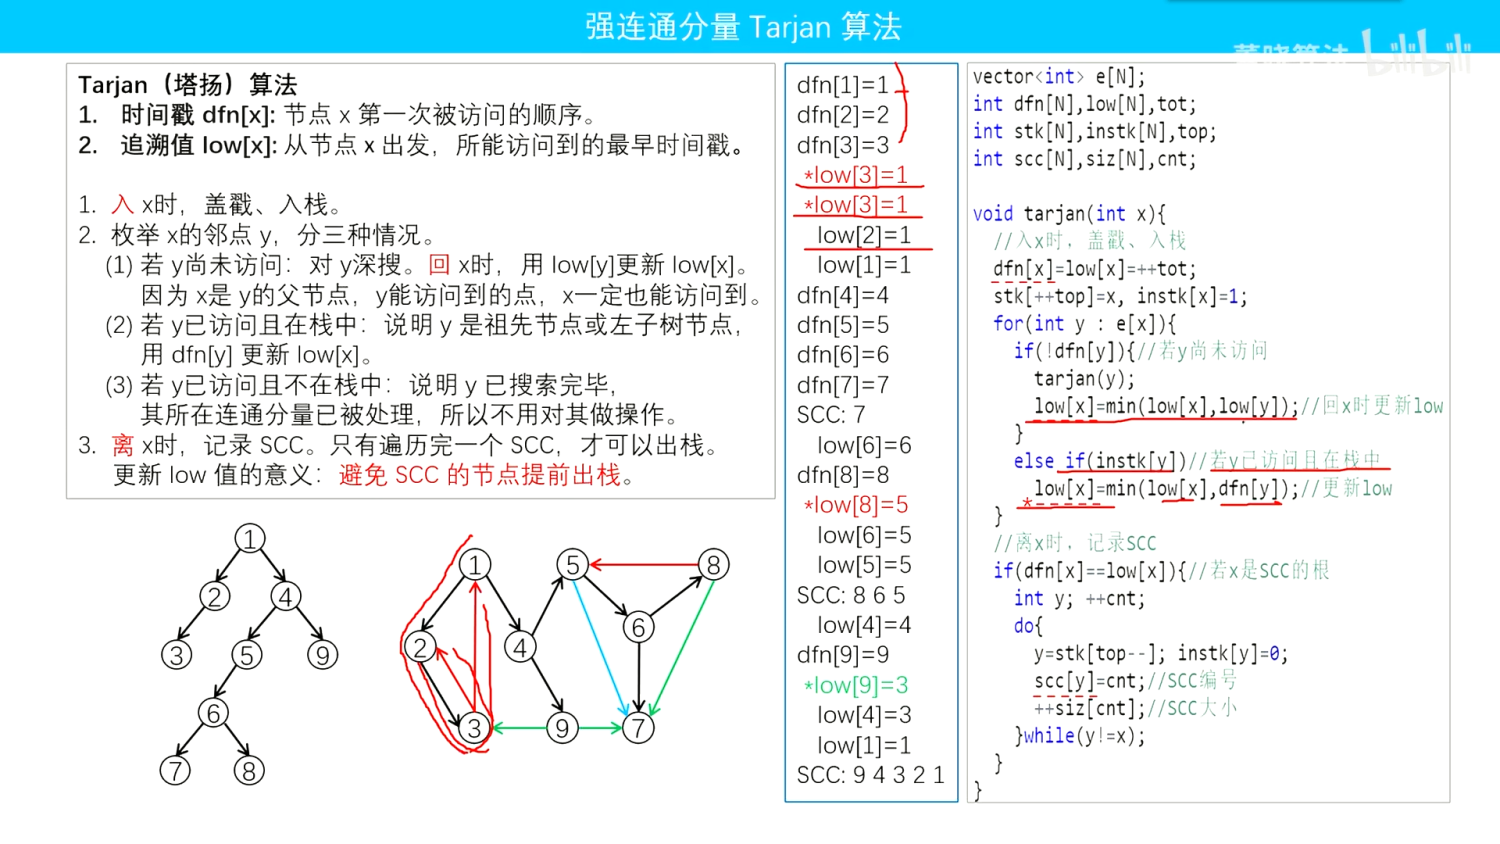 强连通分量 Tarjan 算法
董晓算法 bilibili
Tarjan（塔扬）算法
1. 时间戳 dfn[x]: 节点 x 第一次被访问的顺序。
2. 追溯值 low[x]: 从节点 x 出发，所能访问到的最早时间戳。
1. 入 x时，盖戳、入栈。
2. 枚举 x的邻点 y，分三种情况。
(1) 若 y尚未访问：对 y深搜。回 x时，用 low[y]更新 low[x]。
因为 x是 y的父节点，y能访问到的点，x一定也能访问到。
(2) 若 y已访问且在栈中：说明 y 是祖先节点或左子树节点，
用 dfn[y] 更新 low[x]。
(3) 若 y已访问且不在栈中：说明 y 已搜索完毕，
其所在连通分量已被处理，所以不用对其做操作。
3. 离 x时，记录 SCC。只有遍历完一个 SCC，才可以出栈。
更新 low 值的意义：避免 SCC 的节点提前出栈。
1
2
4
3
5
9
6
7
8
1
5
8
2
4
6
3
9
7
dfn[1]=1
dfn[2]=2
dfn[3]=3
*low[3]=1
*low[3]=1
low[2]=1
low[1]=1
dfn[4]=4
dfn[5]=5
dfn[6]=6
dfn[7]=7
SCC: 7
low[6]=6
dfn[8]=8
*low[8]=5
low[6]=5
low[5]=5
SCC: 8 6 5
low[4]=4
dfn[9]=9
*low[9]=3
low[4]=3
low[1]=1
SCC: 9 4 3 2 1
vector<int> e[N];
int dfn[N],low[N],tot;
int stk[N],instk[N],top;
int scc[N],siz[N],cnt;
void tarjan(int x){
//入x时，盖戳、入栈
dfn[x]=low[x]=++tot;
stk[++top]=x, instk[x]=1;
for(int y : e[x]){
if(!dfn[y]){//若y尚未访问
tarjan(y);
low[x]=min(low[x],low[y]);//回x时更新low
}
else if(instk[y])//若y已访问且在栈中
*low[x]=min(low[x],dfn[y]);//更新low
}
//离x时，记录SCC
if(dfn[x]==low[x]){//若x是SCC的根
int y; ++cnt;
do{
y=stk[top--]; instk[y]=0;
scc[y]=cnt;//SCC编号
++siz[cnt];//SCC大小
}while(y!=x);
}
}